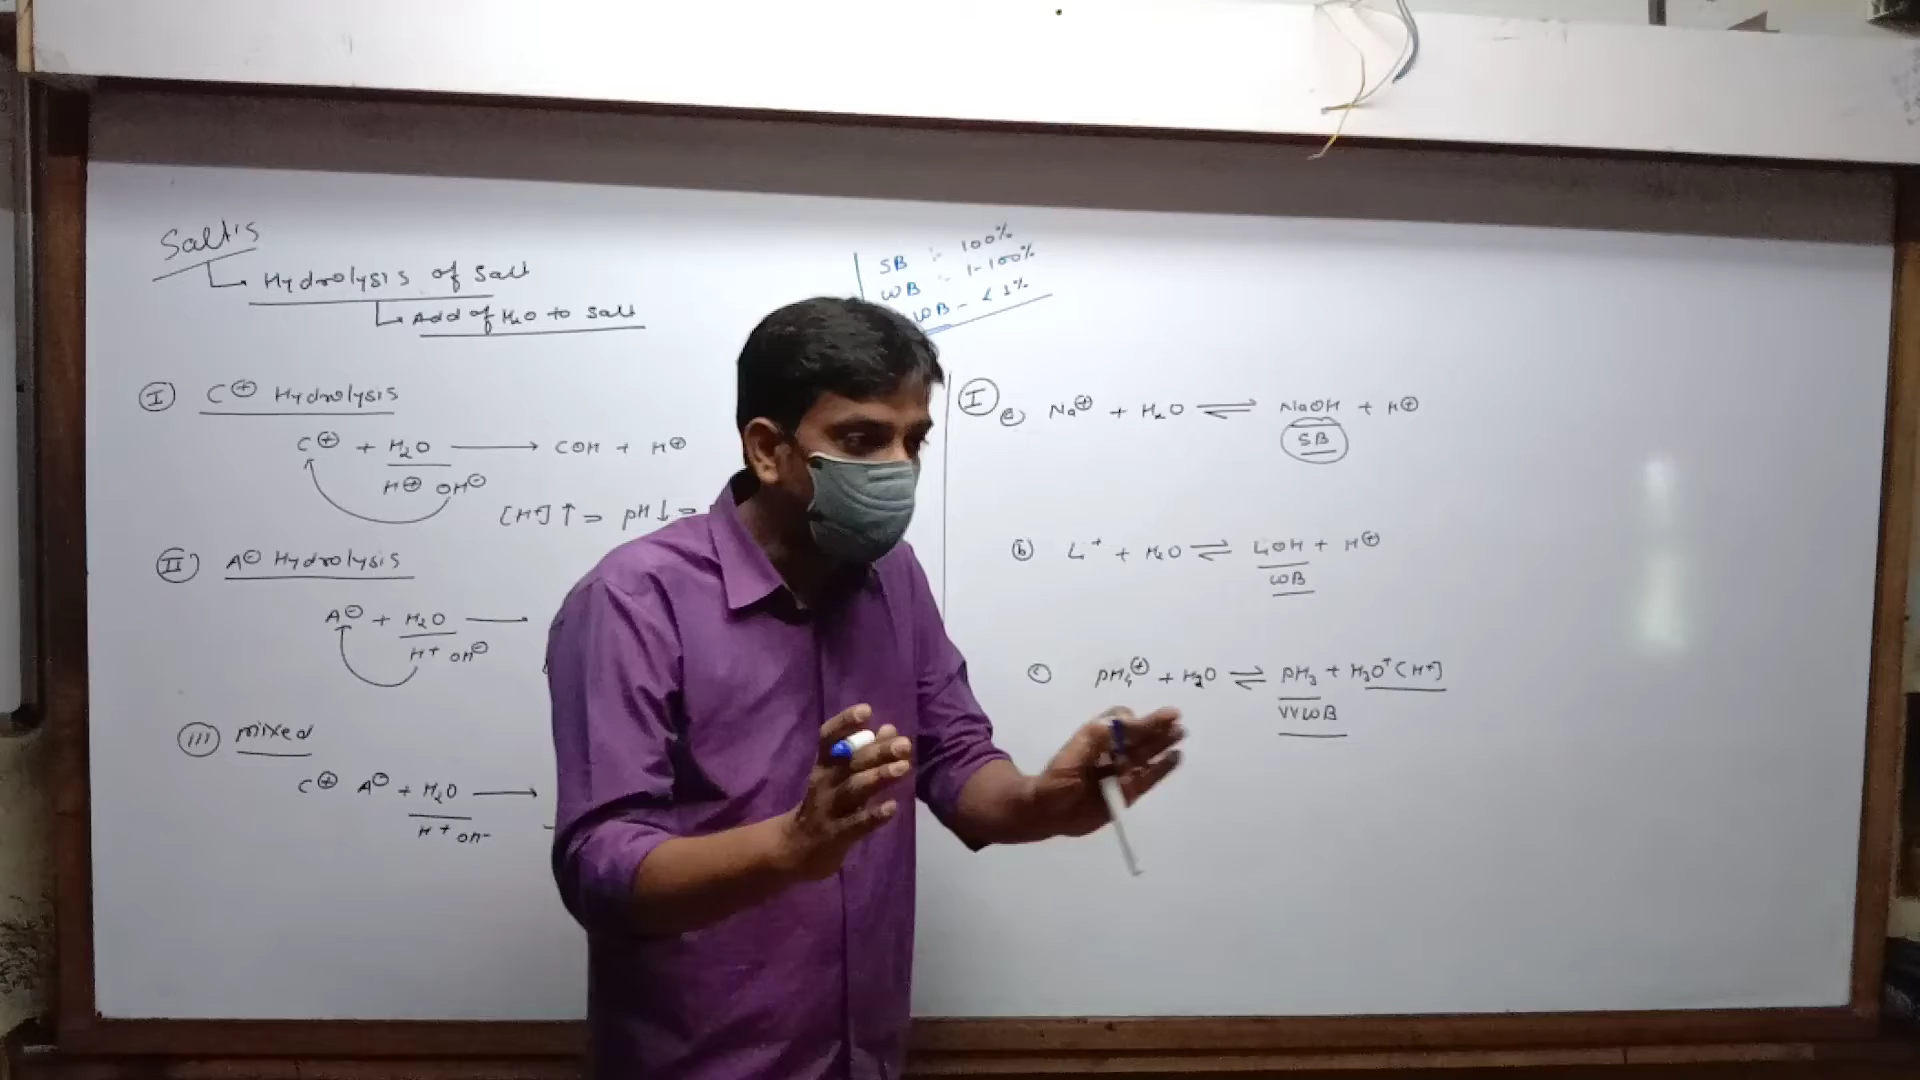 Salt's
Hydrolysis of Salt
Add of H2O to Salt
I C⊕ Hydrolysis
C⊕ + H2O → COH + H⊕
H⊕ OH⊖
[H+] ↑ ⇒ pH ↓ ⇒
II) A⊖ Hydrolysis
A⊖ + H2O →
H+ OH⊖
III mixed
C⊕ A⊖ + H2O →
H+ OH-
SB :- 100%
WB :- 1-100%
WB - < 1%
I a) Na⊕ + H2O ⇌ NaOH + H⊕
SB
b) Li+ + H2O ⇌ LiOH + H⊕
WB
c) PH4⊕ + H2O ⇌ PH3 + H3O+ (H+)
VVWB